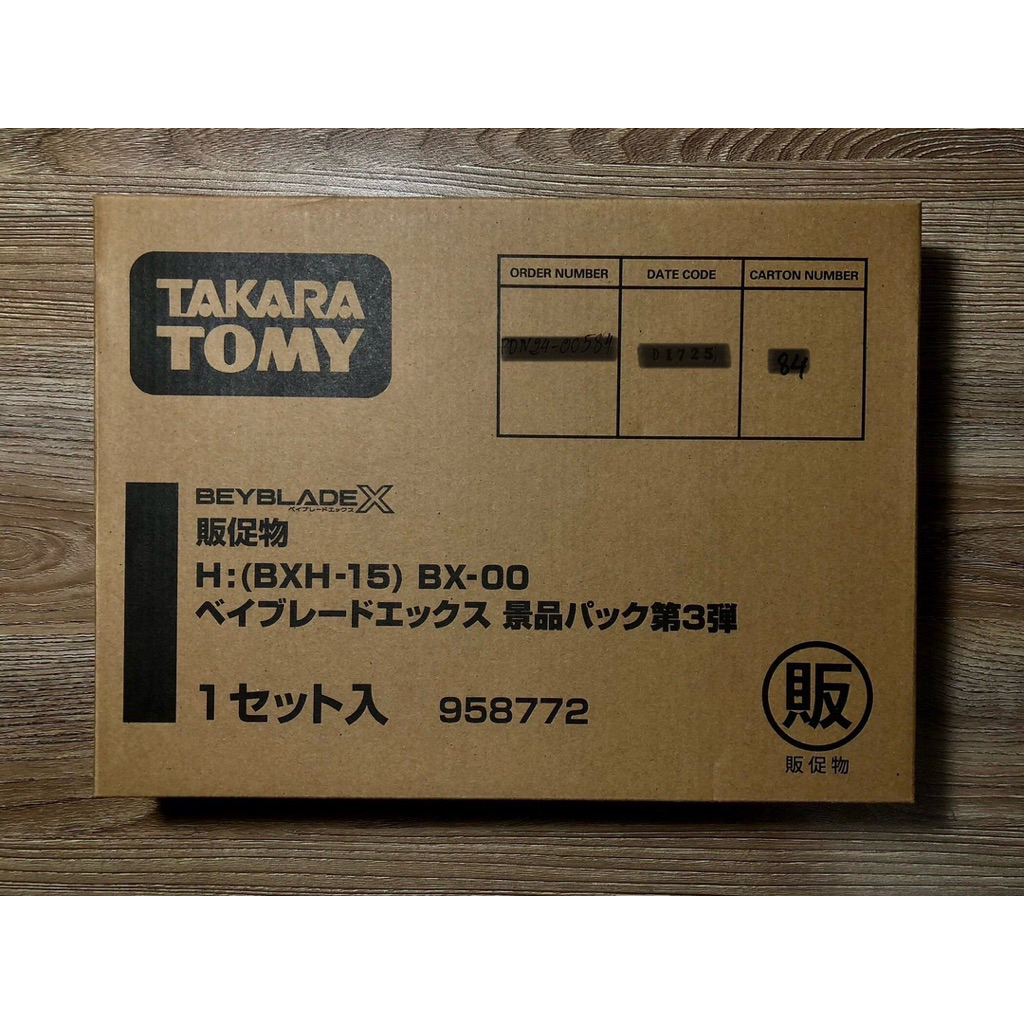 TAKARA
TOMY
ORDER NUMBER DATE CODE CARTON NUMBER
D1725 84
BEYBLADE X
ベイブレードエックス
販促物
H:(BXH-15) BX-00
ベイブレードエックス 景品パック第3弾
1セット入 958772
販
販促物